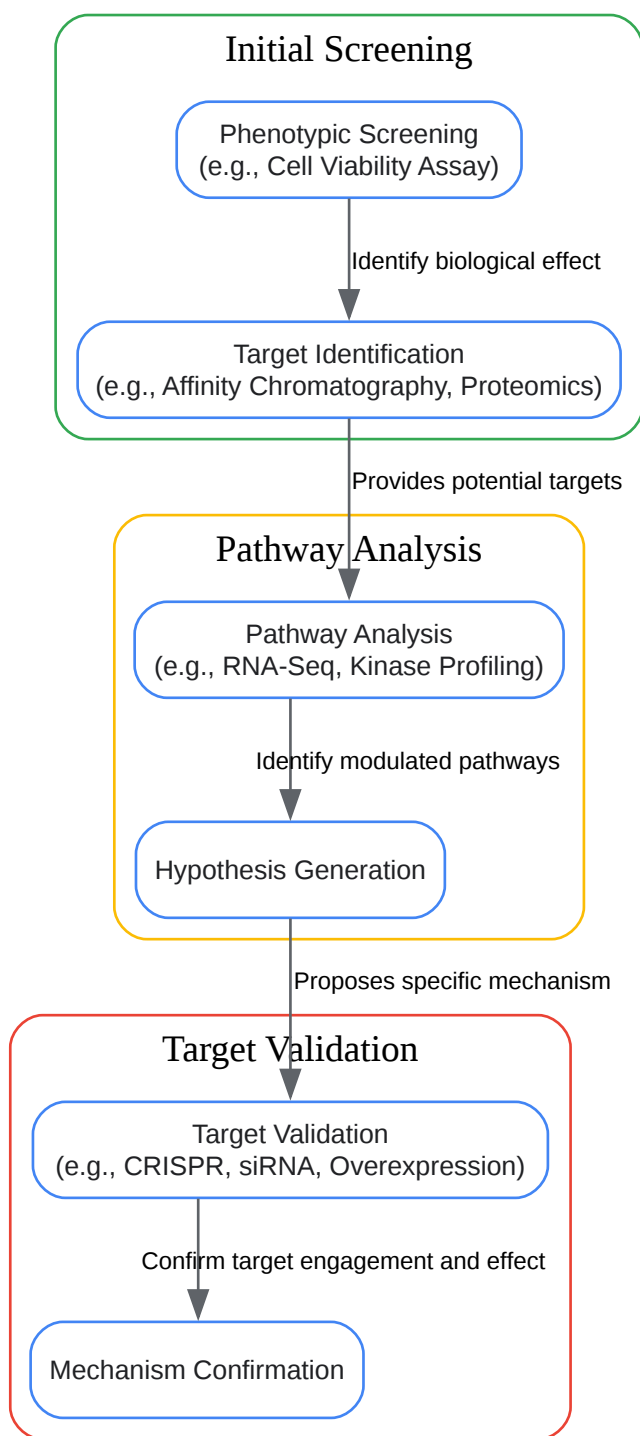 Initial Screening
Phenotypic Screening
(e.g., Cell Viability Assay)
Identify biological effect
Target Identification
(e.g., Affinity Chromatography, Proteomics)
Provides potential targets
Pathway Analysis
Pathway Analysis
(e.g., RNA-Seq, Kinase Profiling)
Identify modulated pathways
Hypothesis Generation
Proposes specific mechanism
Target Validation
Target Validation
(e.g., CRISPR, siRNA, Overexpression)
Confirm target engagement and effect
Mechanism Confirmation